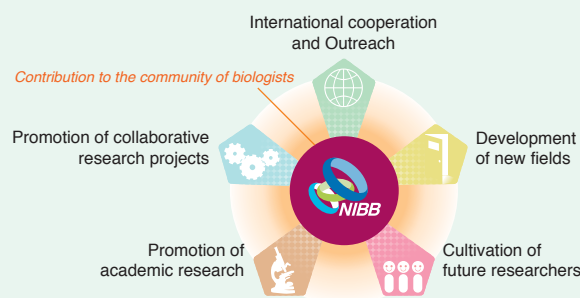 International cooperation
and Outreach
Contribution to the community of biologists
Promotion of collaborative
research projects
Development
of new fields
NIBB
Promotion of
academic research
Cultivation of
future researchers